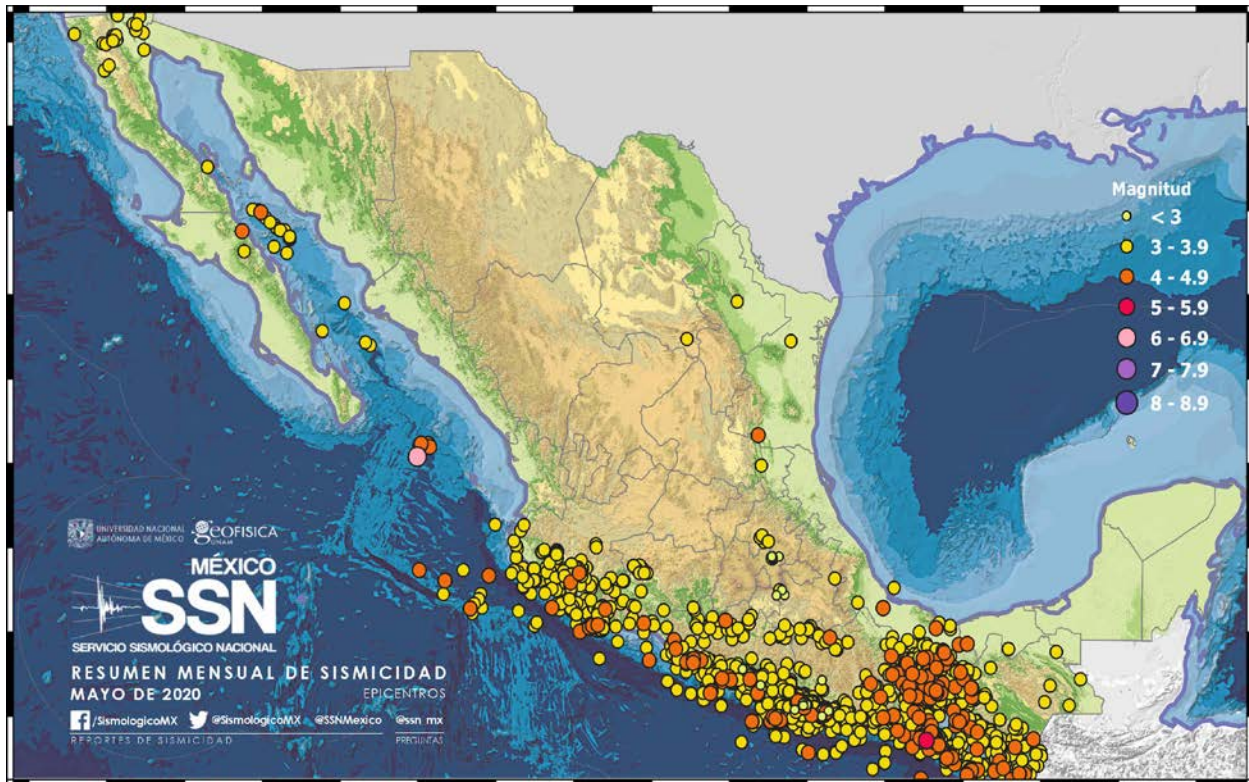 Magnitud
< 3
3 - 3.9
4 - 4.9
5 - 5.9
6 - 6.9
7 - 7.9
8 - 8.9
UNIVERSIDAD NACIONAL
AUTÓNOMA DE MÉXICO
GEOFISICA
MÉXICO
SSN
SERVICIO SISMOLÓGICO NACIONAL
RESUMEN MENSUAL DE SISMICIDAD
MAYO DE 2020
EPICENTROS
/SismologicoMX @SismologicoMX @SSNMexico @ssn_mx
REPORTES DE SISMICIDAD
PREGUNTAS